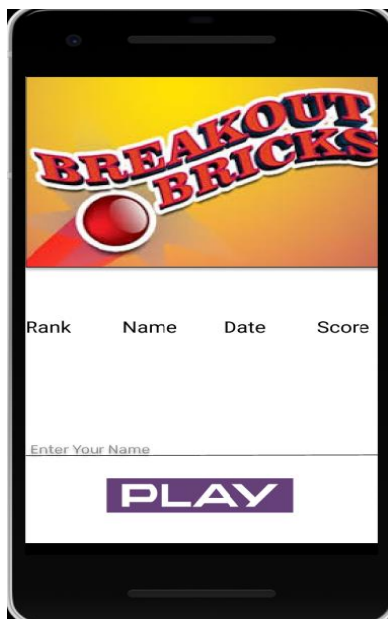 BREAKOUT
BRICKS
Rank Name Date Score
Enter Your Name
PLAY